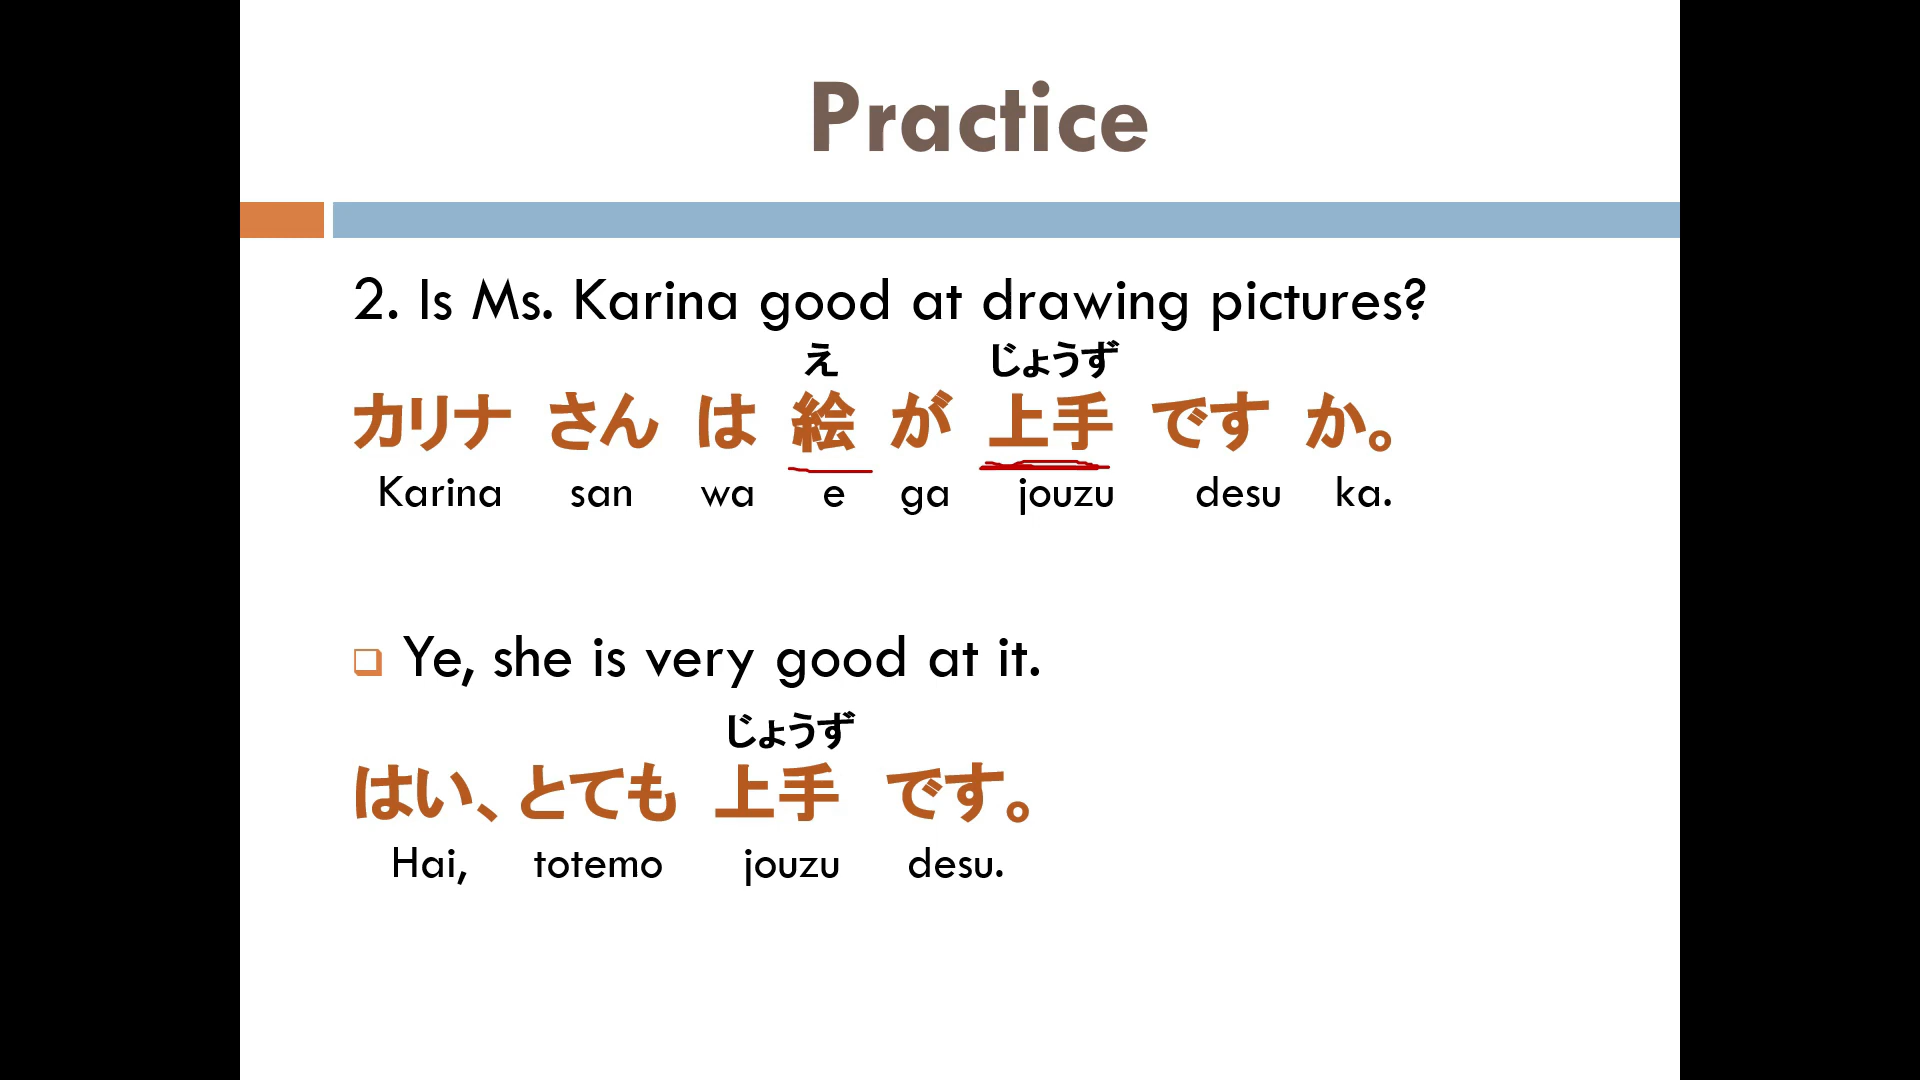 Practice
2. Is Ms. Karina good at drawing pictures?
え じょうず
カリナ さん は 絵 が 上手 です か。
Karina san wa e ga jouzu desu ka.
Ye, she is very good at it.
じょうず
はい、とても 上手 です。
Hai, totemo jouzu desu.